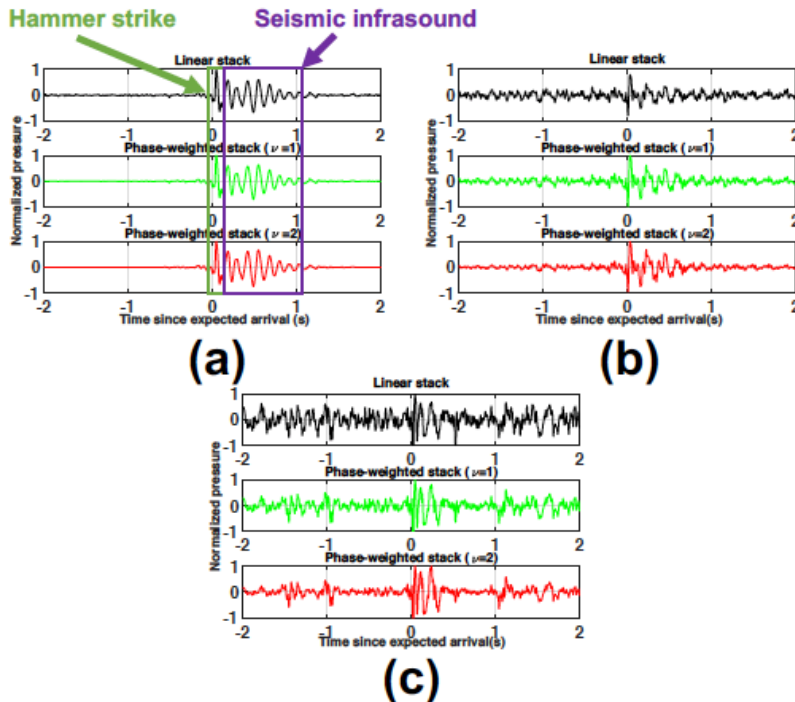 Hammer strike
Seismic infrasound
Linear stack
1
0
-1
-2 -1 0 1 2
Phase-weighted stack ( ν =1)
1
0
-1
-2 -1 0 1 2
Phase-weighted stack ( ν =2)
1
0
-1
-2 -1 0 1 2
Normalized pressure
Time since expected arrival (s)
(a)
Linear stack
1
0
-1
-2 -1 0 1 2
Phase-weighted stack ( ν=1)
1
0
-1
-2 -1 0 1 2
Phase-weighted stack ( ν=2)
1
0
-1
-2 -1 0 1 2
Normalized pressure
Time since expected arrival(s)
(b)
Linear stack
1
0
-1
-2 -1 0 1 2
Phase-weighted stack ( ν=1)
1
0
-1
-2 -1 0 1 2
Phase-weighted stack ( ν=2)
1
0
-1
-2 -1 0 1 2
Normalized pressure
Time since expected arrival(s)
(c)